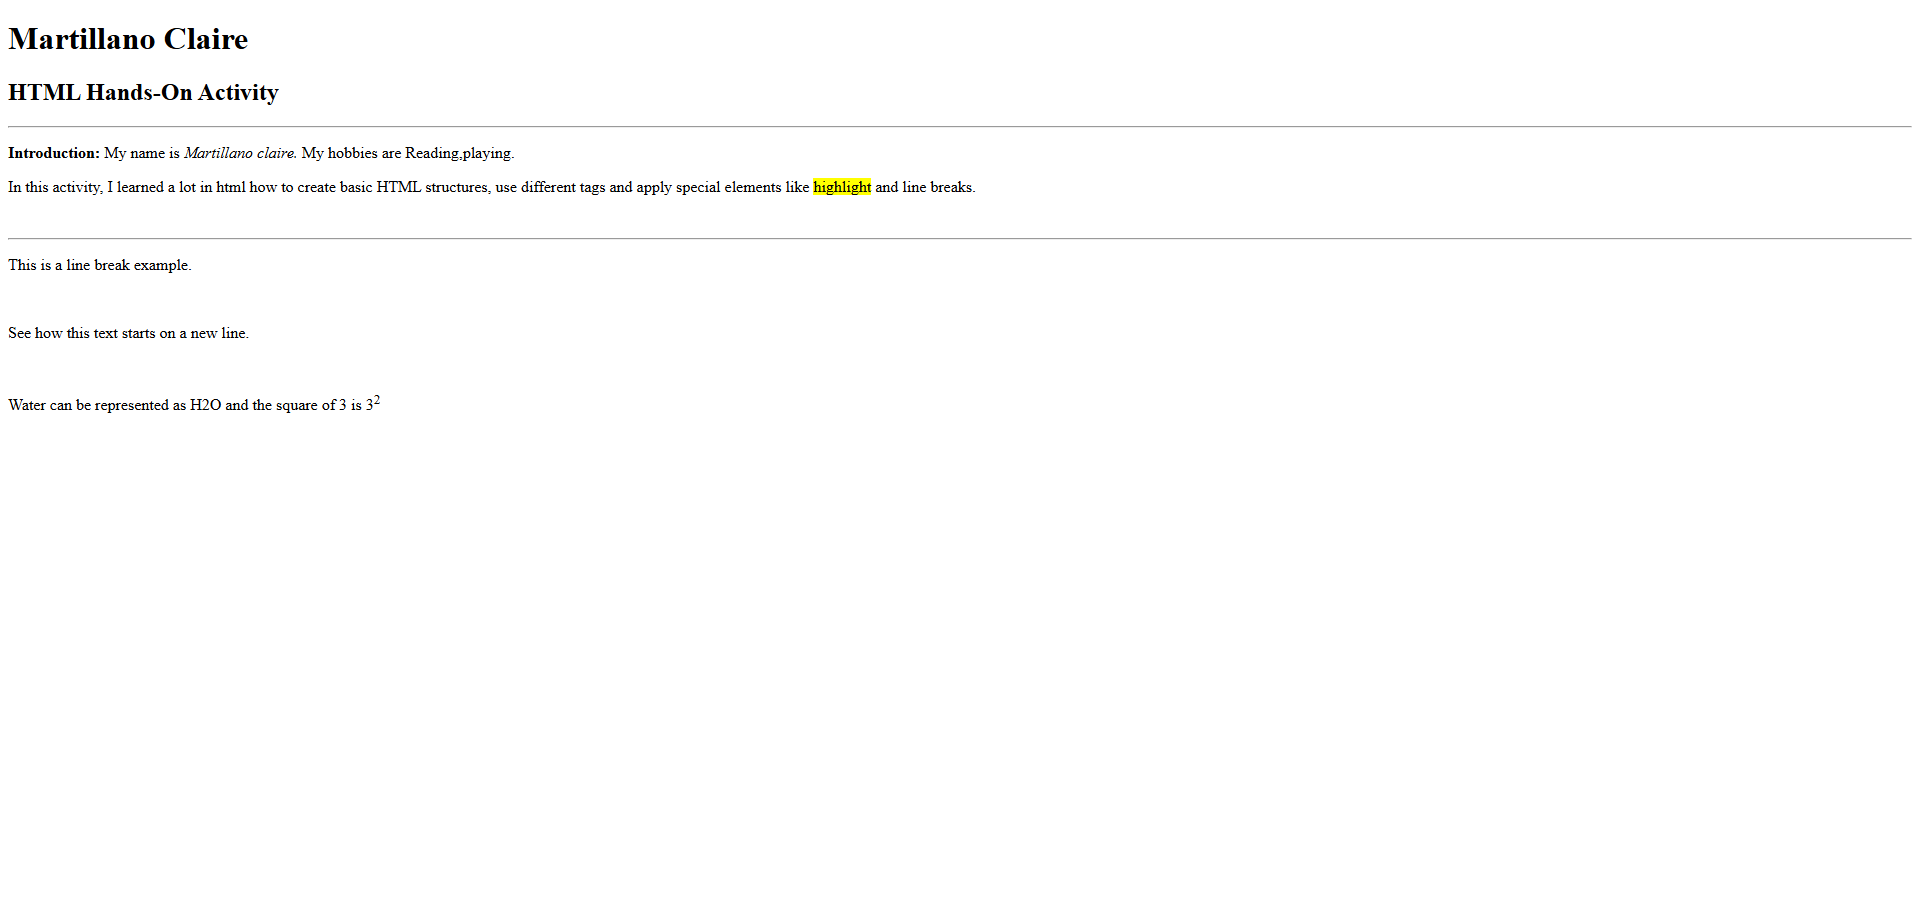 Martillano Claire
HTML Hands-On Activity
Introduction: My name is Martillano claire. My hobbies are Reading,playing.
In this activity, I learned a lot in html how to create basic HTML structures, use different tags and apply special elements like highlight and line breaks.
This is a line break example.
See how this text starts on a new line.
Water can be represented as H2O and the square of 3 is 3²